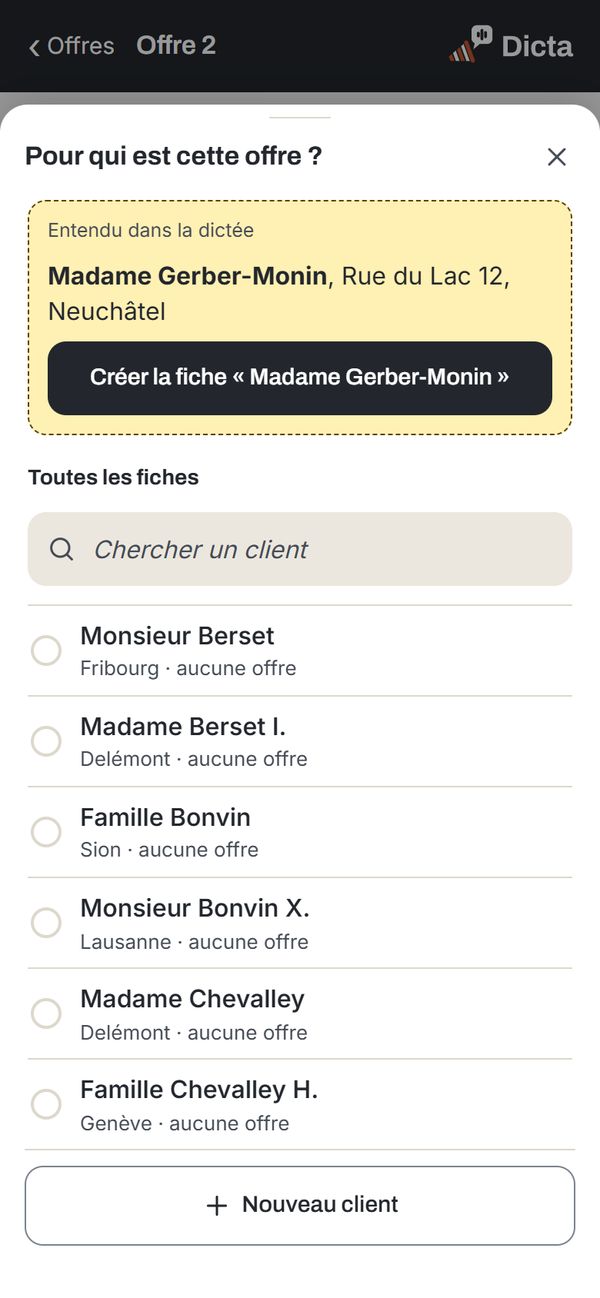 ‹ Offres Offre 2 Dicta
Pour qui est cette offre ?
Entendu dans la dictée
Madame Gerber-Monin, Rue du Lac 12,
Neuchâtel
Créer la fiche « Madame Gerber-Monin »
Toutes les fiches
Chercher un client
Monsieur Berset
Fribourg · aucune offre
Madame Berset I.
Delémont · aucune offre
Famille Bonvin
Sion · aucune offre
Monsieur Bonvin X.
Lausanne · aucune offre
Madame Chevalley
Delémont · aucune offre
Famille Chevalley H.
Genève · aucune offre
+ Nouveau client